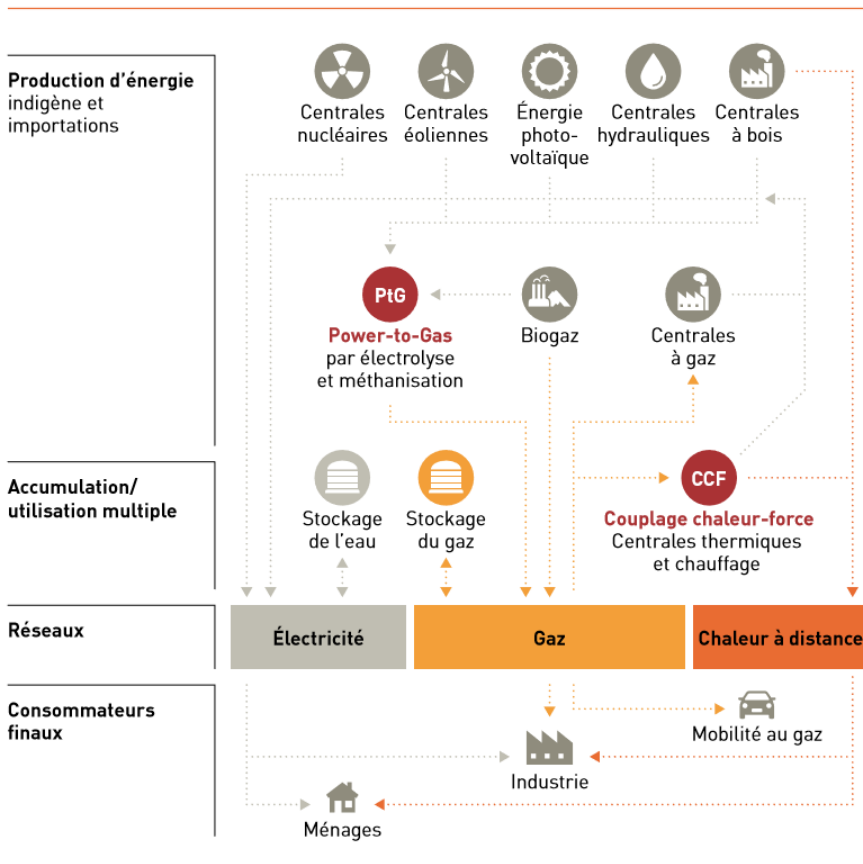 Production d’énergie
indigène et
importations
Centrales
nucléaires
Centrales
éoliennes
Énergie
photo-
voltaïque
Centrales
hydrauliques
Centrales
à bois
PtG
Power-to-Gas
par électrolyse
et méthanisation
Biogaz
Centrales
à gaz
Accumulation/
utilisation multiple
Stockage
de l’eau
Stockage
du gaz
CCF
Couplage chaleur-force
Centrales thermiques
et chauffage
Réseaux
Électricité
Gaz
Chaleur à distance
Consommateurs
finaux
Mobilité au gaz
Industrie
Ménages